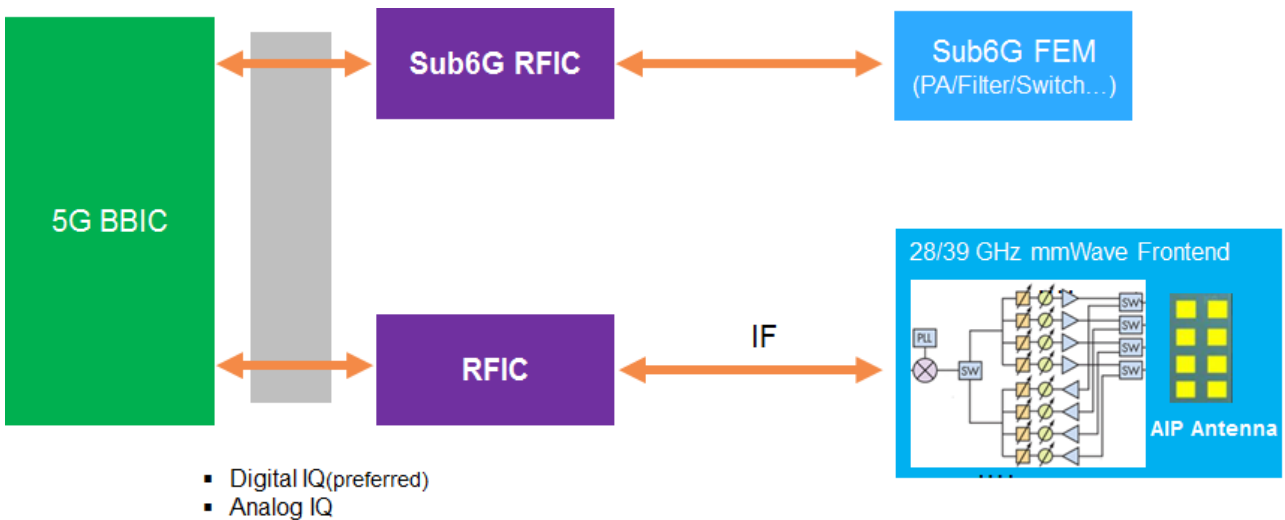 5G BBIC
Sub6G RFIC
Sub6G FEM
(PA/Filter/Switch...)
RFIC
IF
28/39 GHz mmWave Frontend
PLL
SW
SW
SW
SW
SW
AIP Antenna
▪ Digital IQ(preferred)
▪ Analog IQ